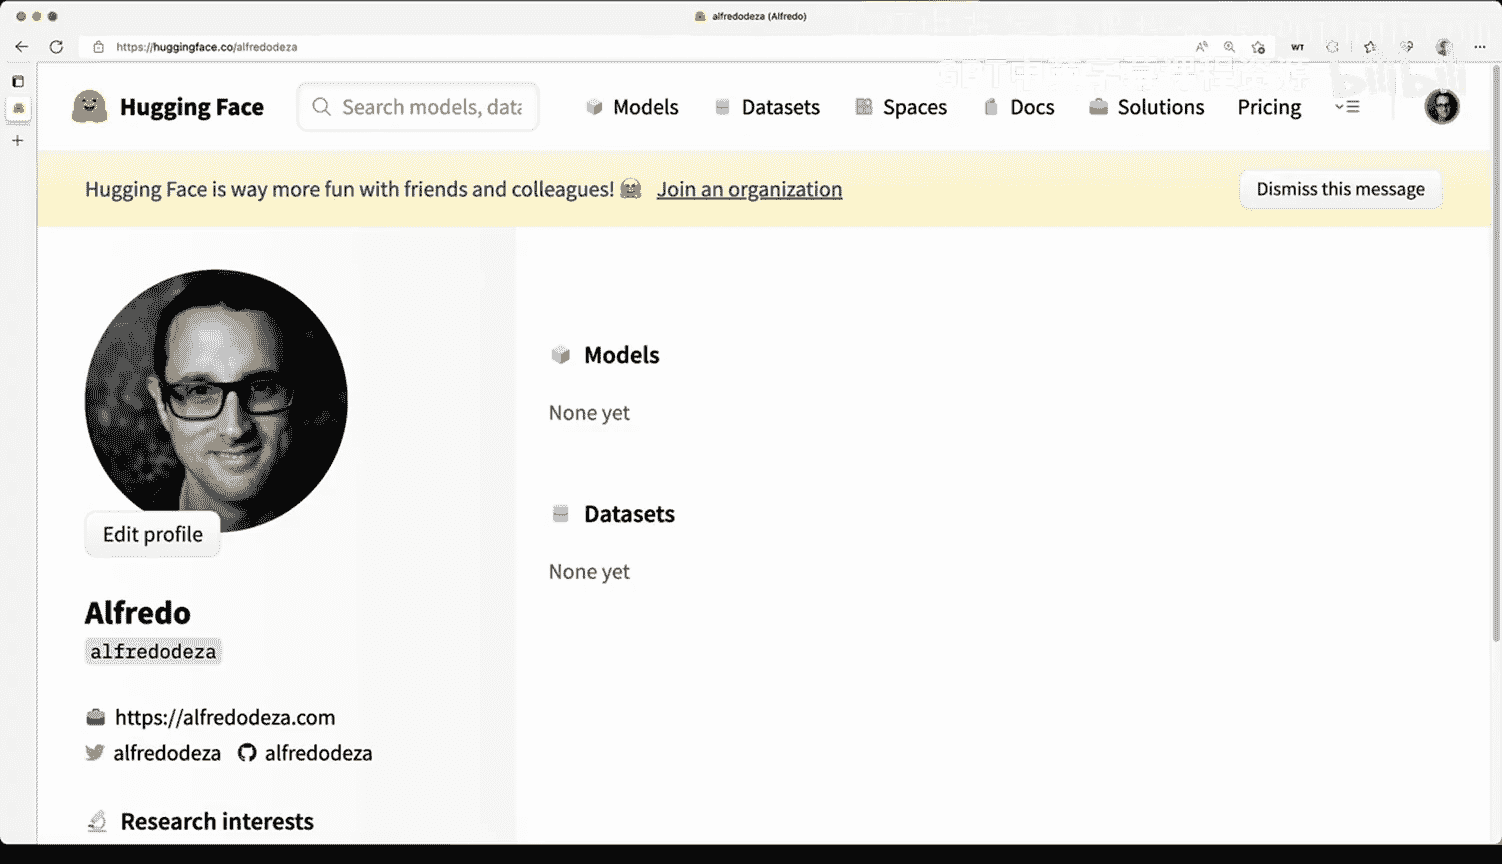 alfredodeza (Alfredo)
https://huggingface.co/alfredodeza
WT
Hugging Face
Search models, data
Models
Datasets
Spaces
Docs
Solutions
Pricing
Hugging Face is way more fun with friends and colleagues! Join an organization
Dismiss this message
Edit profile
Alfredo
alfredodeza
https://alfredodeza.com
alfredodeza alfredodeza
Research interests
Models
None yet
Datasets
None yet
bilibili